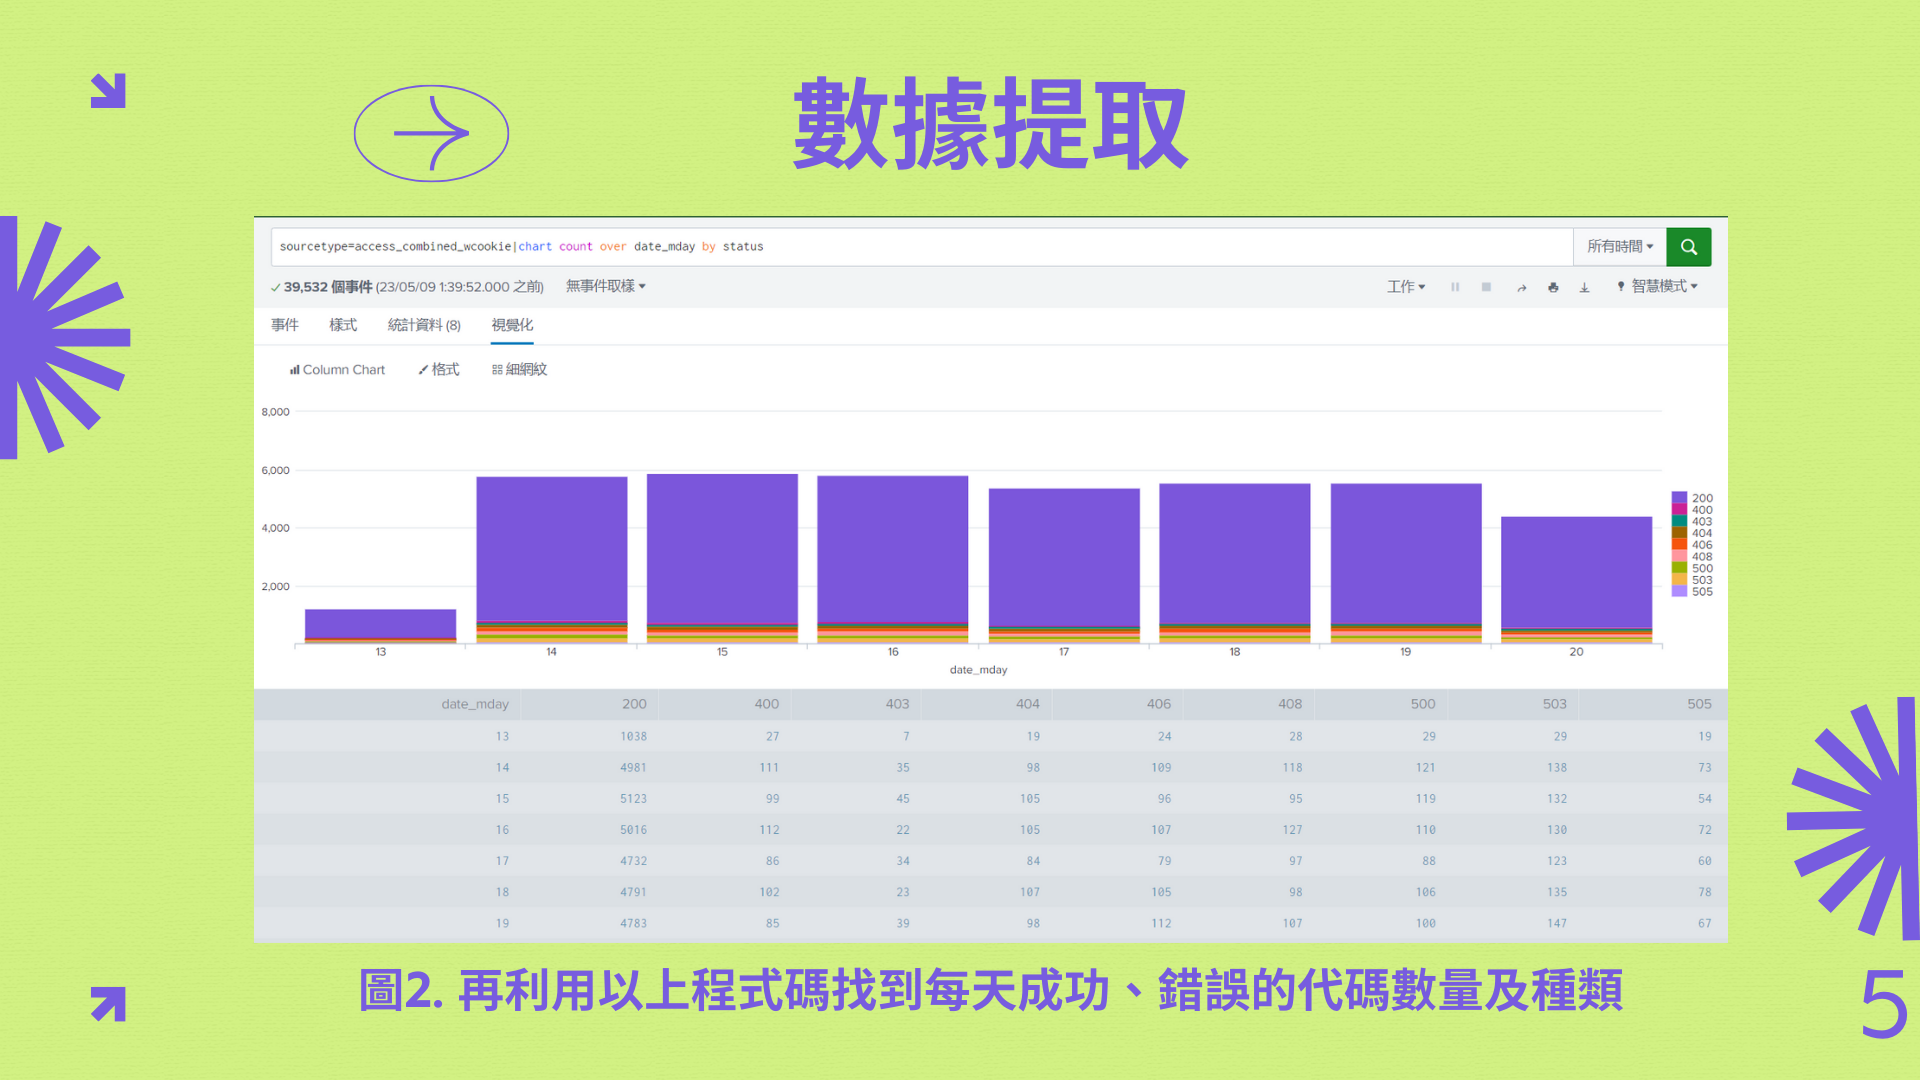 數據提取
sourcetype=access_combined_wcookie|chart count over date_mday by status
所有時間
39,532 個事件 (23/05/09 1:39:52.000 之前) 無事件取樣
工作 智慧模式
事件 樣式 統計資料 (8) 視覺化
Column Chart 格式 細網紋
8,000
6,000
4,000
2,000
200
400
403
404
406
408
500
503
505
13 14 15 16 17 18 19 20
date_mday
date_mday 200 400 403 404 406 408 500 503 505
13 1038 27 7 19 24 28 29 29 19
14 4981 111 35 98 109 118 121 138 73
15 5123 99 45 105 96 95 119 132 54
16 5016 112 22 105 107 127 110 130 72
17 4732 86 34 84 79 97 88 123 60
18 4791 102 23 107 105 98 106 135 78
19 4783 85 39 98 112 107 100 147 67
圖2. 再利用以上程式碼找到每天成功、錯誤的代碼數量及種類
5